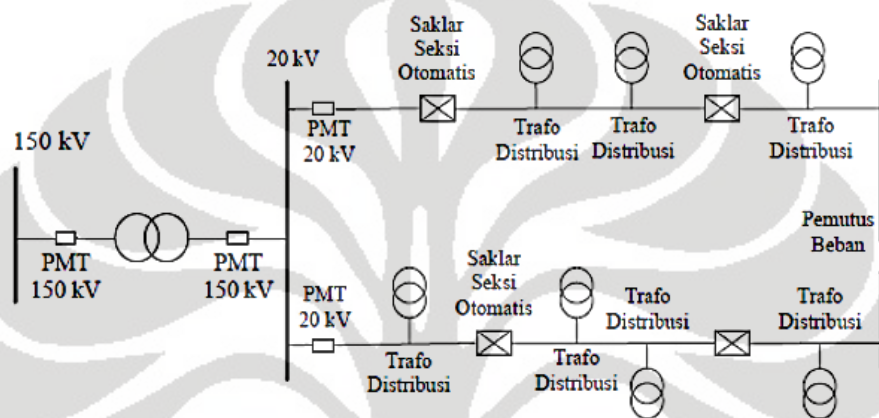 Saklar
Seksi
Otomatis
Saklar
Seksi
Otomatis
20 kV
PMT
20 kV
Trafo
Distribusi
Trafo
Distribusi
Trafo
Distribusi
150 kV
PMT
150 kV
PMT
150 kV
Pemutus
Beban
PMT
20 kV
Saklar
Seksi
Otomatis
Trafo
Distribusi
Trafo
Distribusi
Trafo
Distribusi
Trafo
Distribusi